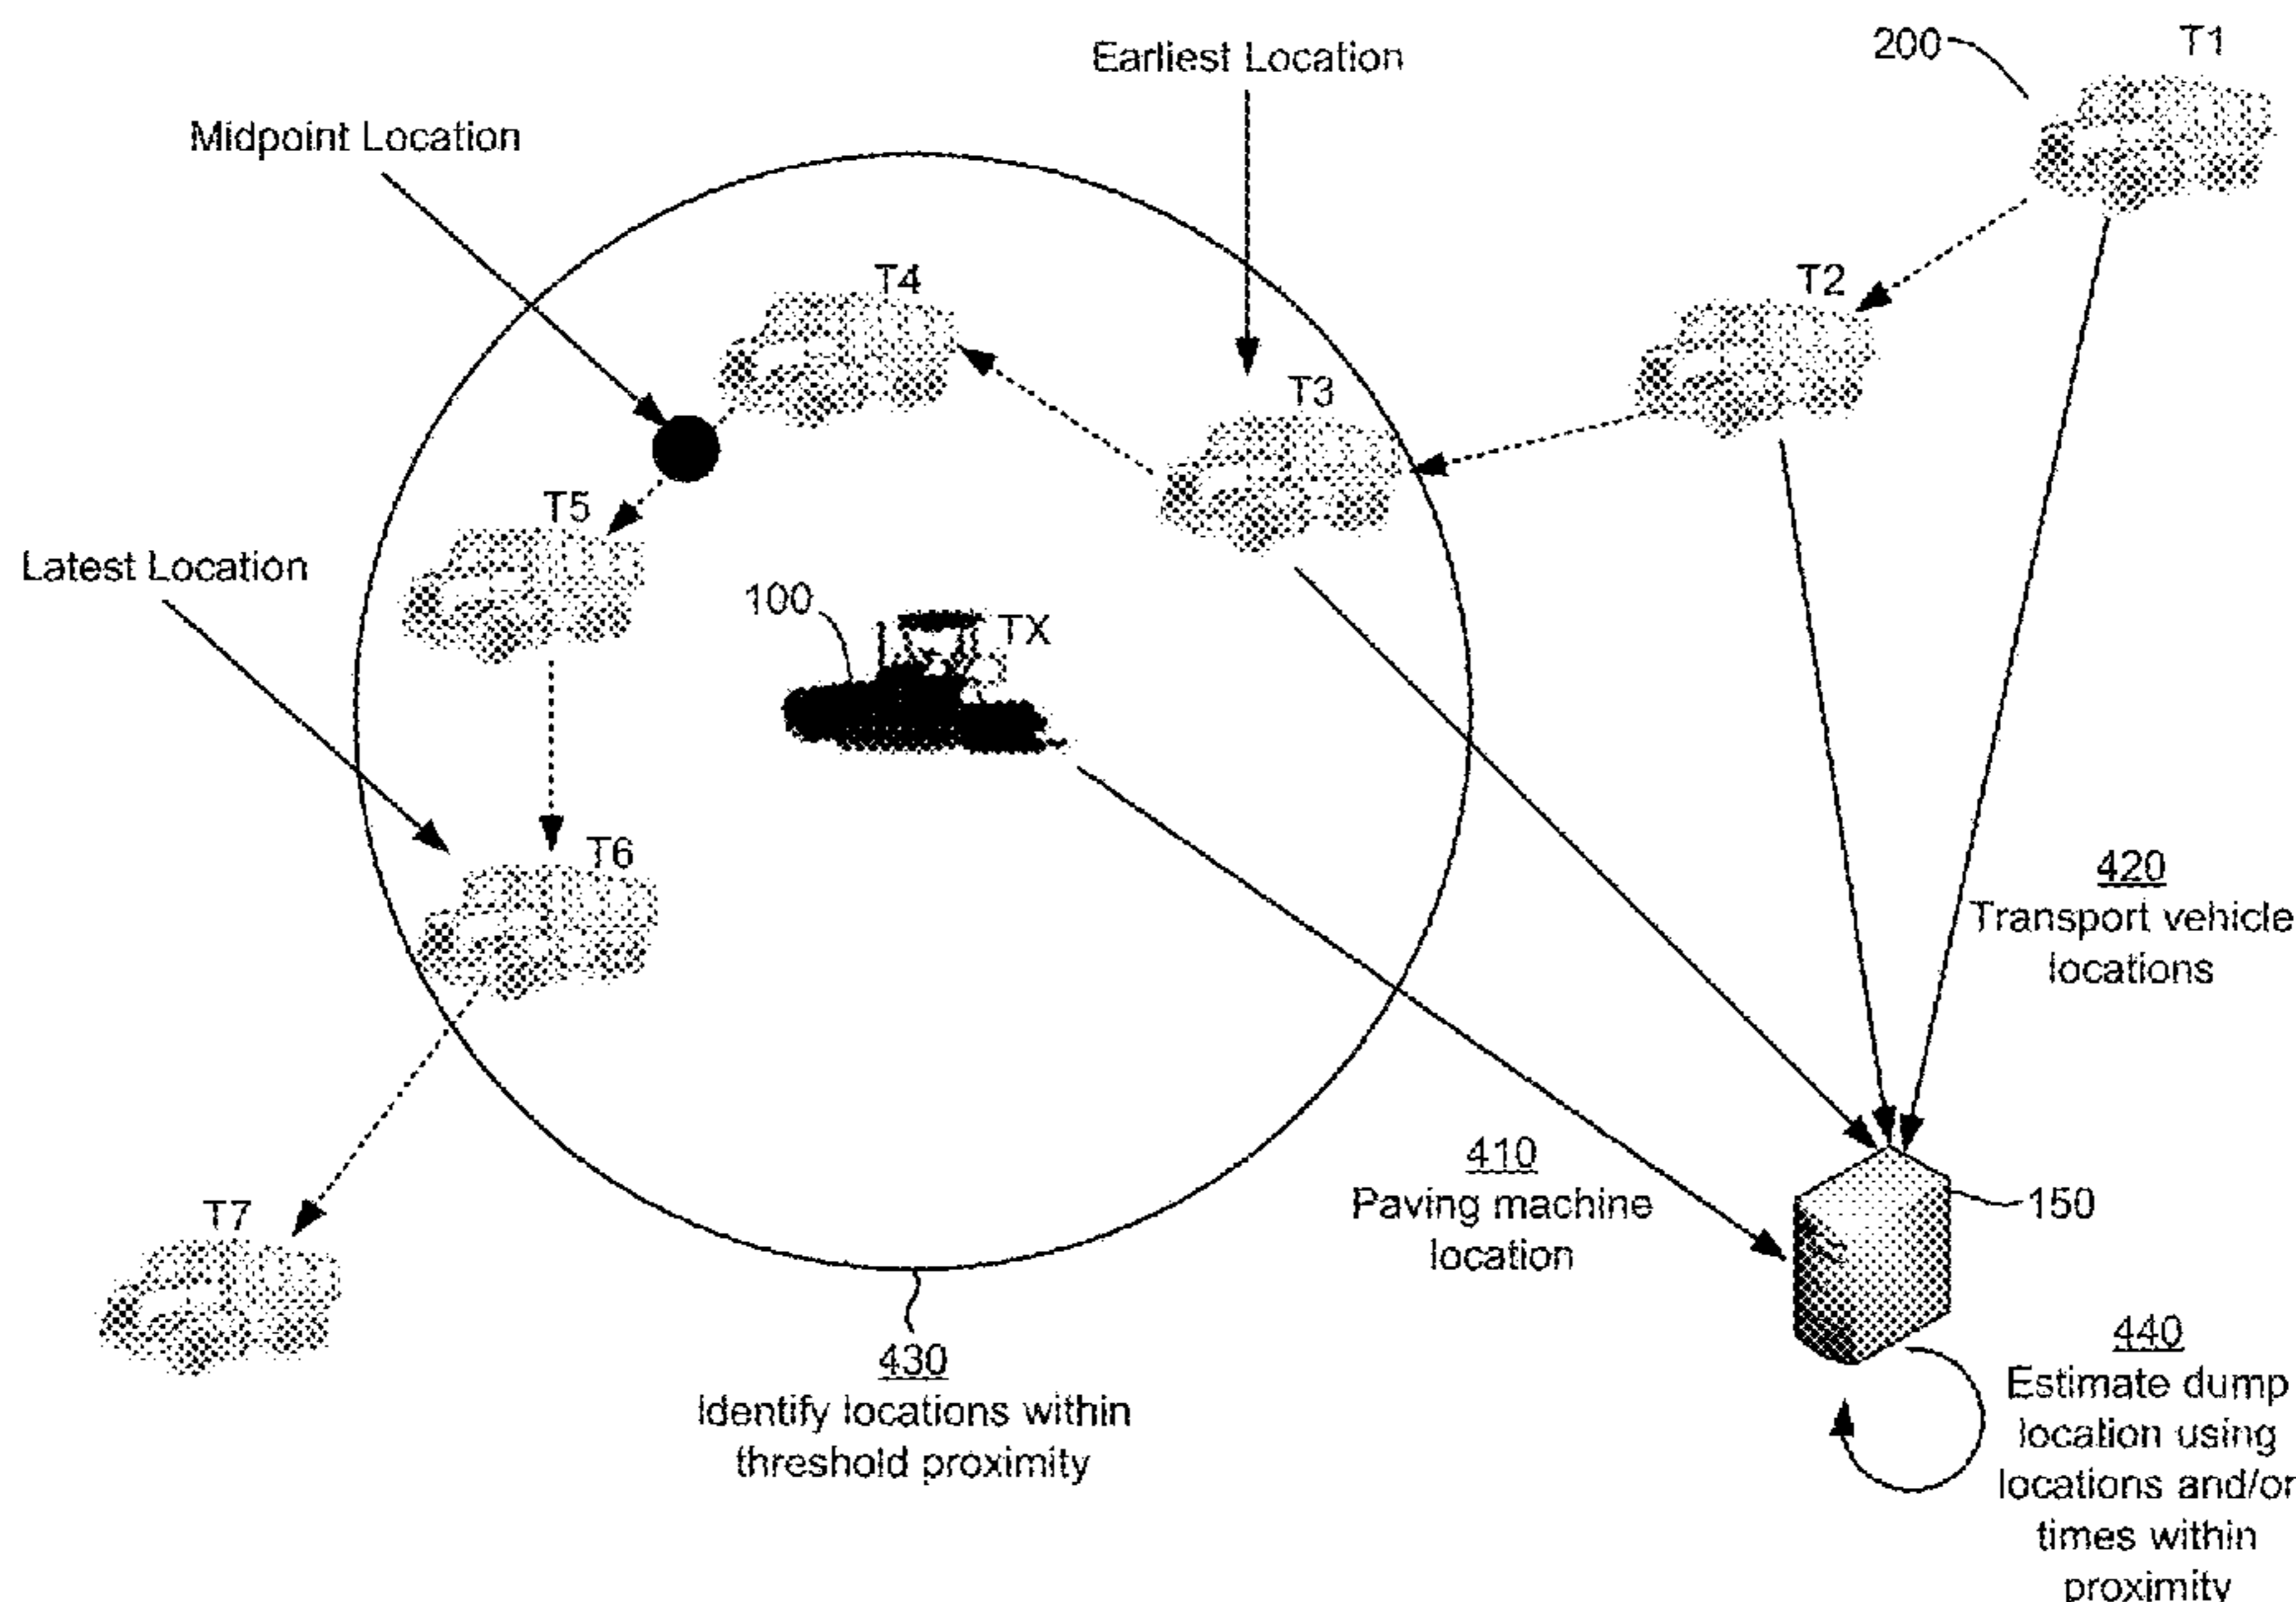 200
T1
Earliest Location
Midpoint Location
T4
T2
T3
T5
Latest Location
100
TX
T6
420
Transport vehicle
locations
410
Paving machine
location
150
T7
430
Identify locations within
threshold proximity
440
Estimate dump
location using
locations and/or
times within
proximity